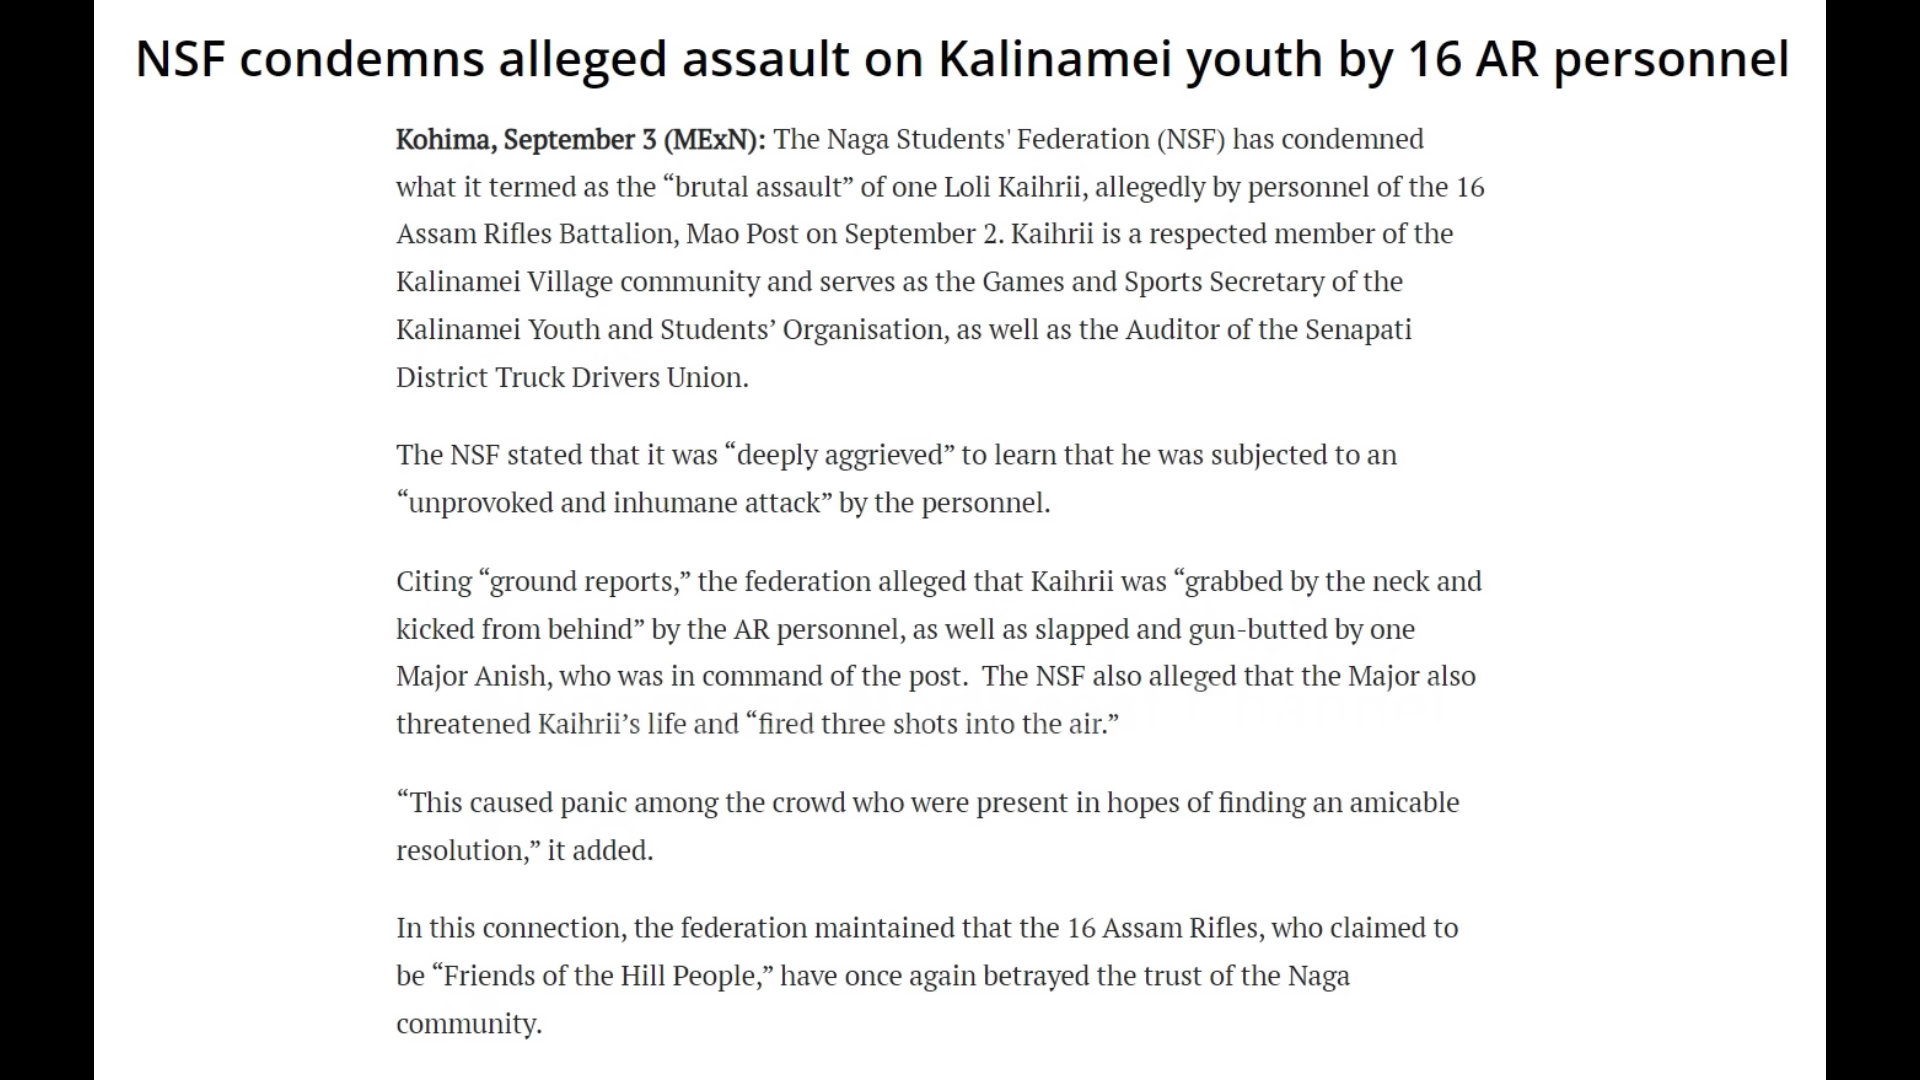 NSF condemns alleged assault on Kalinamei youth by 16 AR personnel
Kohima, September 3 (MExN): The Naga Students' Federation (NSF) has condemned
what it termed as the “brutal assault” of one Loli Kaihrii, allegedly by personnel of the 16
Assam Rifles Battalion, Mao Post on September 2. Kaihrii is a respected member of the
Kalinamei Village community and serves as the Games and Sports Secretary of the
Kalinamei Youth and Students’ Organisation, as well as the Auditor of the Senapati
District Truck Drivers Union.
The NSF stated that it was “deeply aggrieved” to learn that he was subjected to an
“unprovoked and inhumane attack” by the personnel.
Citing “ground reports,” the federation alleged that Kaihrii was “grabbed by the neck and
kicked from behind” by the AR personnel, as well as slapped and gun-butted by one
Major Anish, who was in command of the post.  The NSF also alleged that the Major also
threatened Kaihrii’s life and “fired three shots into the air.”
“This caused panic among the crowd who were present in hopes of finding an amicable
resolution,” it added.
In this connection, the federation maintained that the 16 Assam Rifles, who claimed to
be “Friends of the Hill People,” have once again betrayed the trust of the Naga
community.